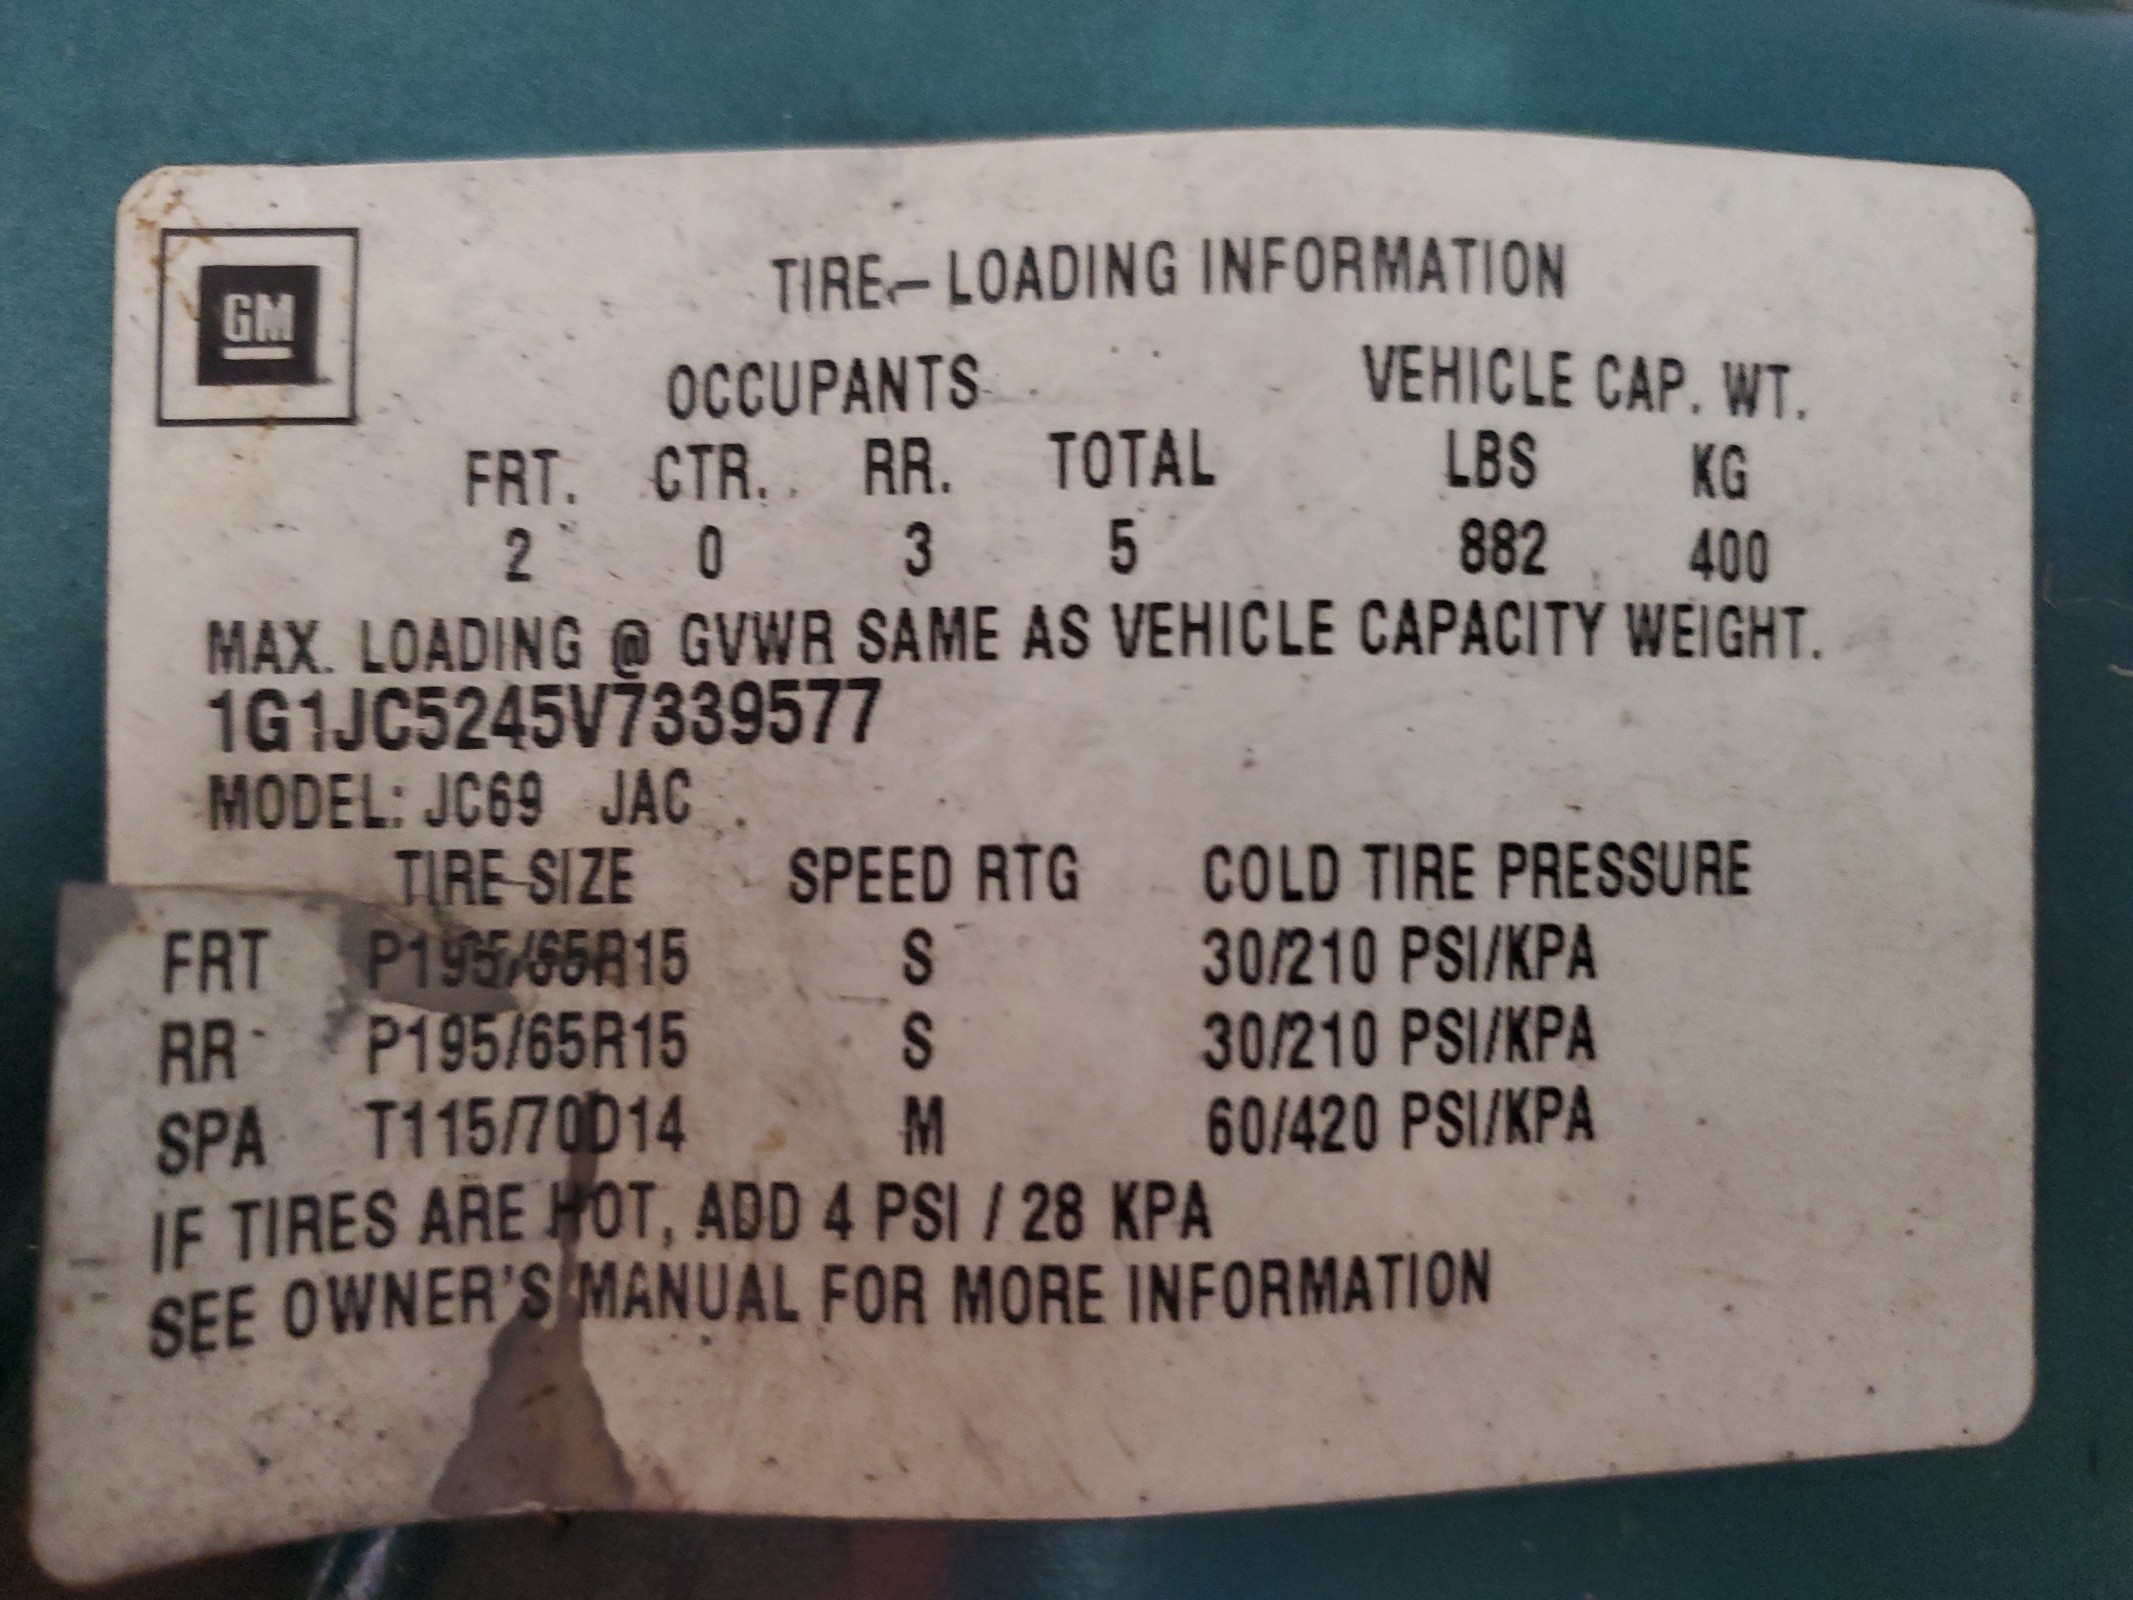 GM
TIRE-LOADING INFORMATION
OCCUPANTS VEHICLE CAP. WT.
FRT. CTR. RR. TOTAL LBS KG
2 0 3 5 882 400
MAX. LOADING @ GVWR SAME AS VEHICLE CAPACITY WEIGHT.
1G1JC5245V7339577
MODEL: JC69 JAC
TIRE SIZE SPEED RTG COLD TIRE PRESSURE
FRT P195/65R15 S 30/210 PSI/KPA
RR P195/65R15 S 30/210 PSI/KPA
SPA T115/70D14 M 60/420 PSI/KPA
IF TIRES ARE HOT, ADD 4 PSI / 28 KPA
SEE OWNER'S MANUAL FOR MORE INFORMATION